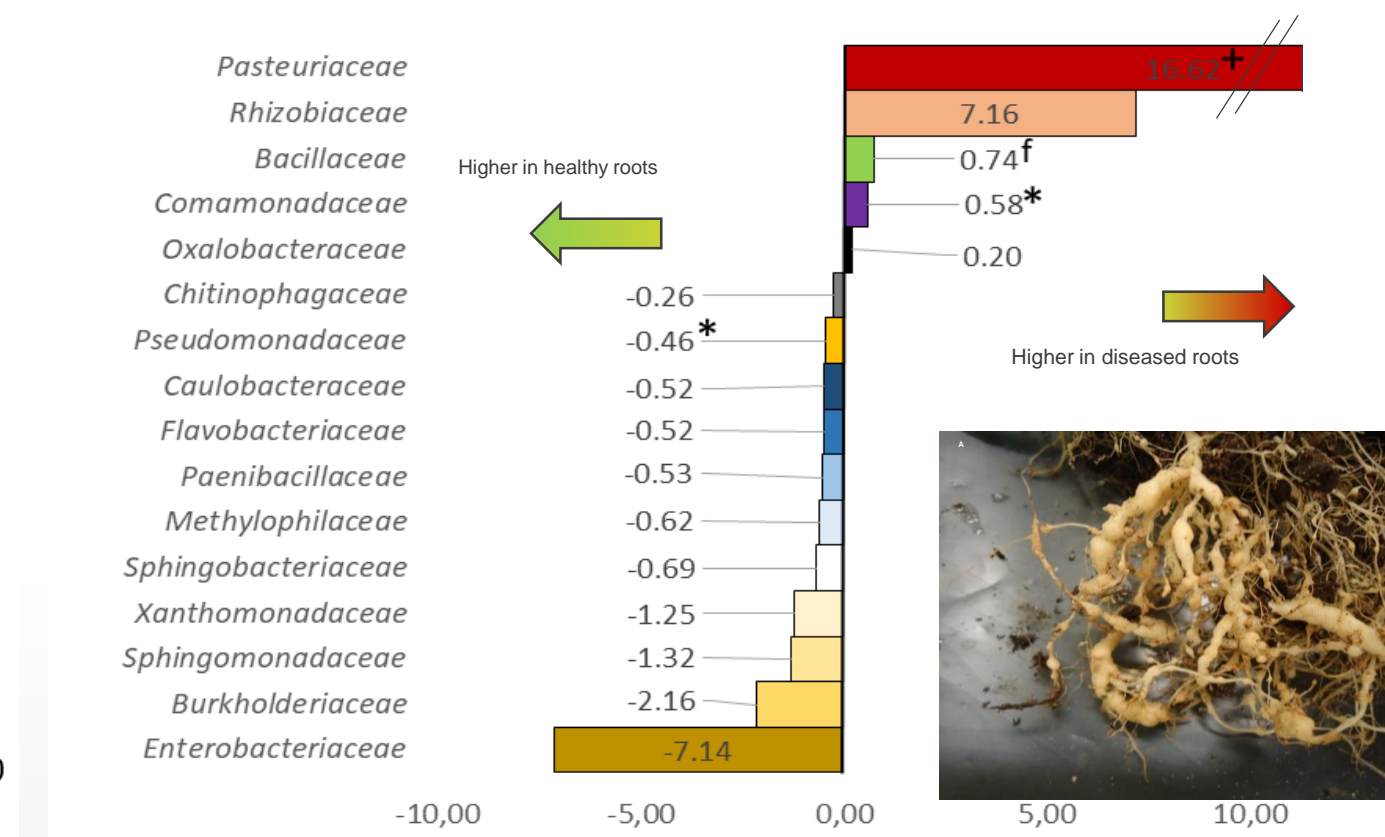 Pasteuriaceae 16.62+
Rhizobiaceae 7.16
Bacillaceae 0.74f
Higher in healthy roots
Comamonadaceae 0.58*
Oxalobacteraceae 0.20
Chitinophagaceae -0.26
Pseudomonadaceae -0.46*
Higher in diseased roots
Caulobacteraceae -0.52
Flavobacteriaceae -0.52
A
Paenibacillaceae -0.53
Methylophilaceae -0.62
Sphingobacteriaceae -0.69
Xanthomonadaceae -1.25
Sphingomonadaceae -1.32
Burkholderiaceae -2.16
Enterobacteriaceae -7.14
-10,00 -5,00 0,00 5,00 10,00